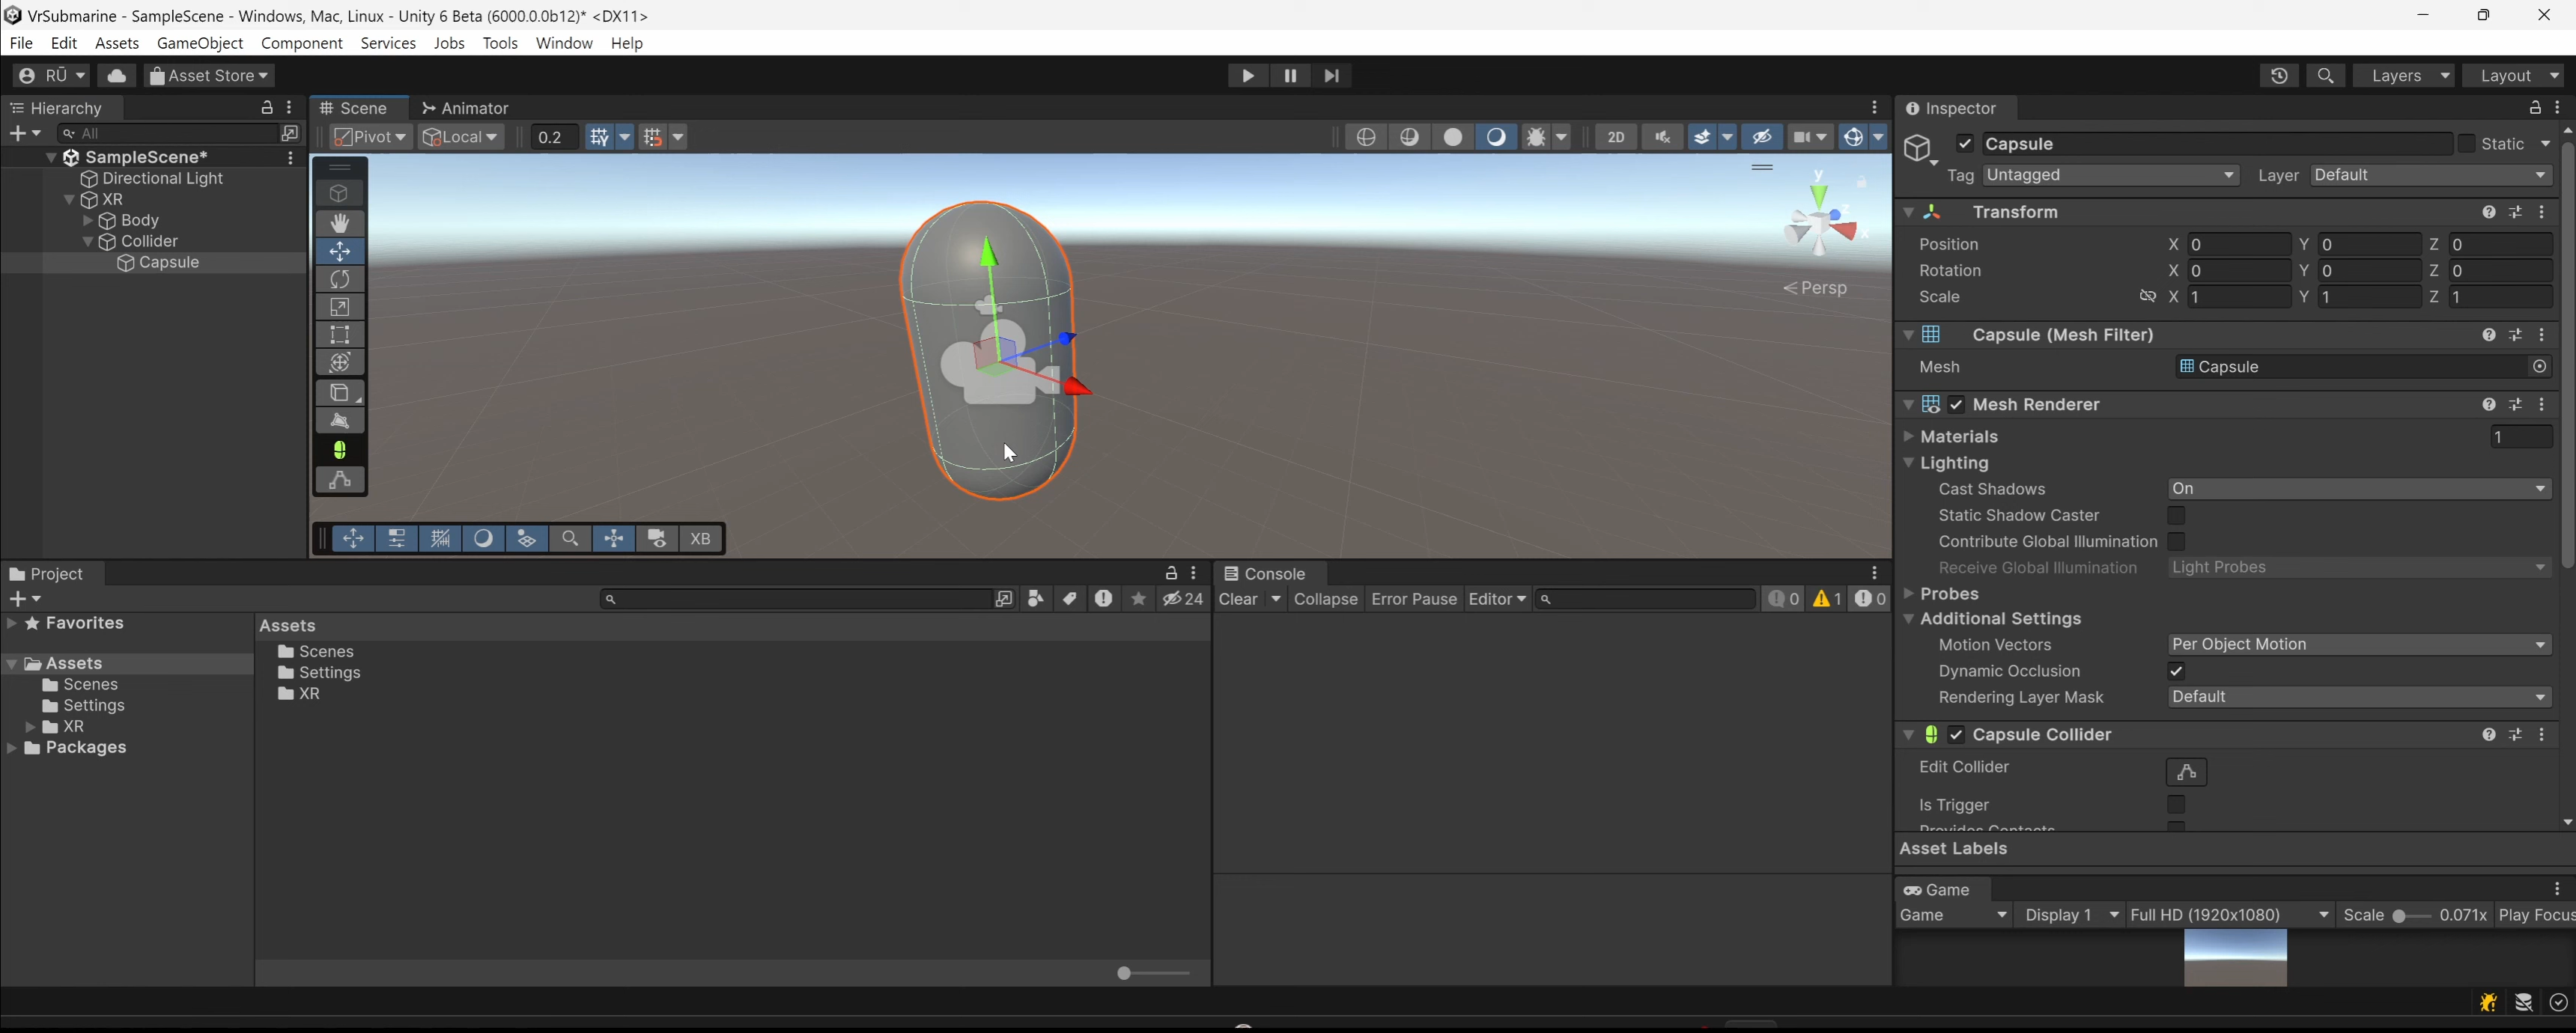 VrSubmarine - SampleScene - Windows, Mac, Linux - Unity 6 Beta (6000.0.0b12)* <DX11>
File Edit Assets GameObject Component Services Jobs Tools Window Help
RŪ Asset Store Layers Layout
Hierarchy
All
SampleScene*
Directional Light
XR
Body
Collider
Capsule
Scene Animator
Pivot Local 0.2 2D
y
x
Persp
XB
Inspector
Capsule Static
Tag Untagged Layer Default
Transform
Position X 0 Y 0 Z 0
Rotation X 0 Y 0 Z 0
Scale X 1 Y 1 Z 1
Capsule (Mesh Filter)
Mesh Capsule
Mesh Renderer
Materials 1
Lighting
Cast Shadows On
Static Shadow Caster
Contribute Global Illumination
Receive Global Illumination Light Probes
Probes
Additional Settings
Motion Vectors Per Object Motion
Dynamic Occlusion
Rendering Layer Mask Default
Capsule Collider
Edit Collider
Is Trigger
Provides Contacts
Asset Labels
Game
Game Display 1 Full HD (1920x1080) Scale 0.071x Play Focus
Project
24
Favorites
Assets
Scenes
Settings
XR
Packages
Assets
Scenes
Settings
XR
Console
Clear Collapse Error Pause Editor 0 1 0